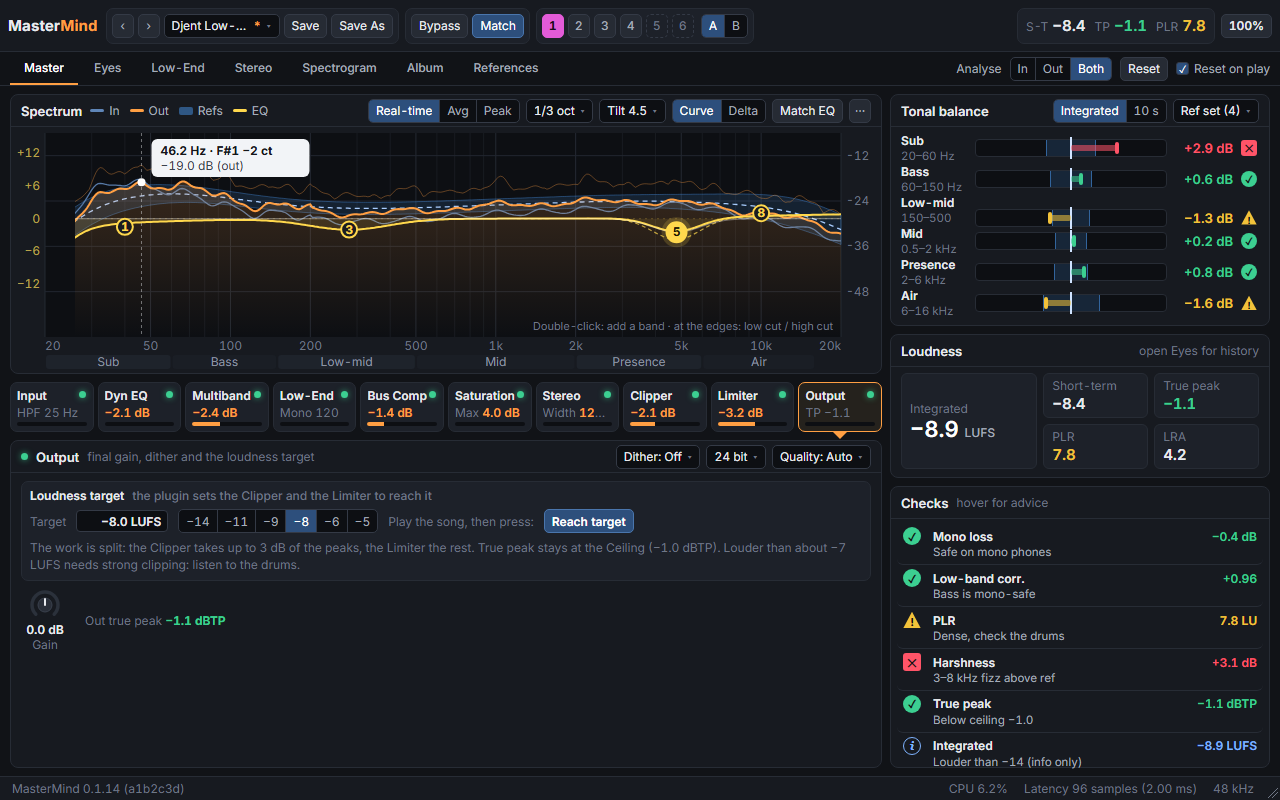 MasterMind ‹ › Djent Low-... * Save Save As Bypass Match 1 2 3 4 5 6 A B S-T −8.4 TP −1.1 PLR 7.8 100%
Master Eyes Low-End Stereo Spectrogram Album References Analyse In Out Both Reset Reset on play
Spectrum In Out Refs EQ Real-time Avg Peak 1/3 oct Tilt 4.5 Curve Delta Match EQ ...
46.2 Hz · F#1 −2 ct
−19.0 dB (out)
+12 −12
+6 −24
0 −36
−6 −48
−12
1 3 5 8
Double-click: add a band · at the edges: low cut / high cut
20 50 100 200 500 1k 2k 5k 10k 20k
Sub Bass Low-mid Mid Presence Air
Tonal balance Integrated 10 s Ref set (4)
Sub
20–60 Hz +2.9 dB
Bass
60–150 Hz +0.6 dB
Low-mid
150–500 −1.3 dB
Mid
0.5–2 kHz +0.2 dB
Presence
2–6 kHz +0.8 dB
Air
6–16 kHz −1.6 dB
Loudness open Eyes for history
Integrated
−8.9 LUFS
Short-term
−8.4
True peak
−1.1
PLR
7.8
LRA
4.2
Input
HPF 25 Hz
Dyn EQ
−2.1 dB
Multiband
−2.4 dB
Low-End
Mono 120
Bus Comp
−1.4 dB
Saturation
Max 4.0 dB
Stereo
Width 12...
Clipper
−2.1 dB
Limiter
−3.2 dB
Output
TP −1.1
Output final gain, dither and the loudness target Dither: Off 24 bit Quality: Auto
Loudness target the plugin sets the Clipper and the Limiter to reach it
Target −8.0 LUFS −14 −11 −9 −8 −6 −5 Play the song, then press: Reach target
The work is split: the Clipper takes up to 3 dB of the peaks, the Limiter the rest. True peak stays at the Ceiling (−1.0 dBTP). Louder than about −7
LUFS needs strong clipping: listen to the drums.
0.0 dB
Gain
Out true peak −1.1 dBTP
Checks hover for advice
Mono loss −0.4 dB
Safe on mono phones
Low-band corr. +0.96
Bass is mono-safe
PLR 7.8 LU
Dense, check the drums
Harshness +3.1 dB
3–8 kHz fizz above ref
True peak −1.1 dBTP
Below ceiling −1.0
Integrated −8.9 LUFS
Louder than −14 (info only)
MasterMind 0.1.14 (a1b2c3d) CPU 6.2% Latency 96 samples (2.00 ms) 48 kHz